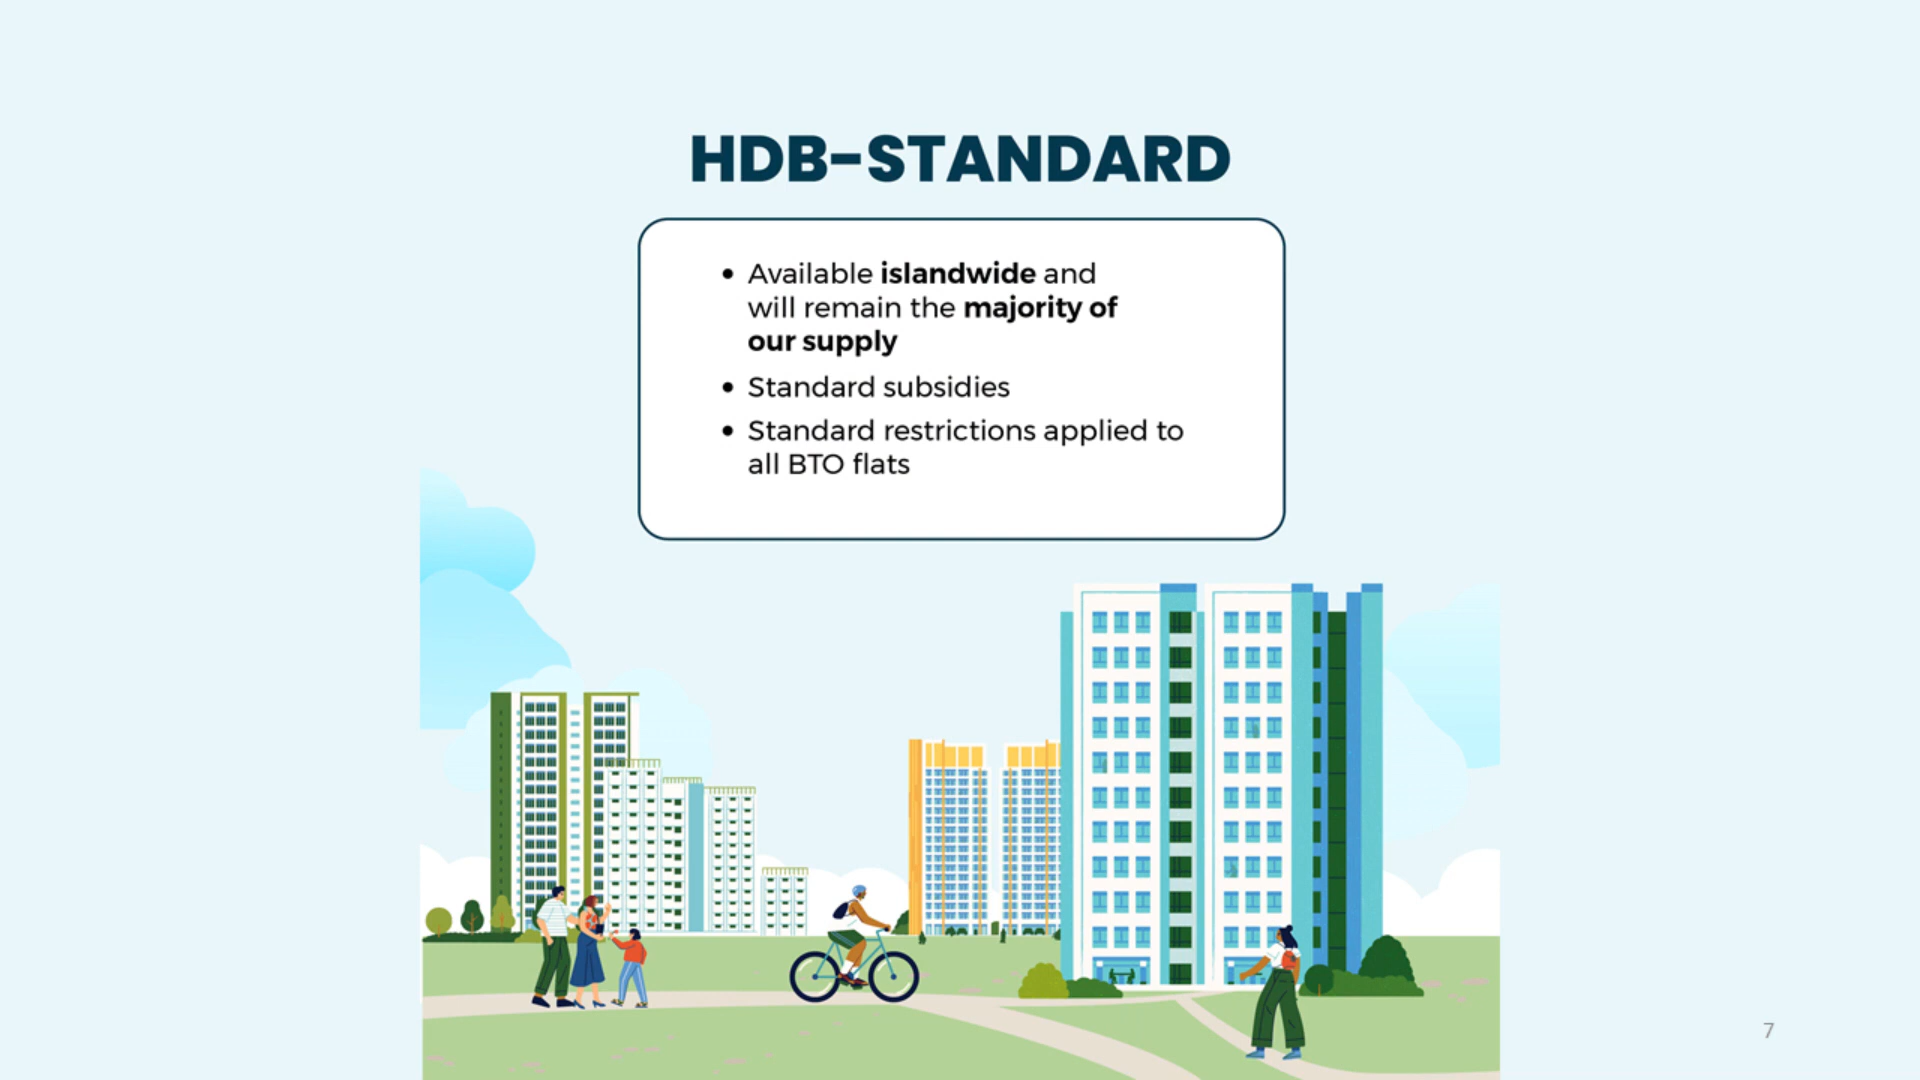 HDB-STANDARD
• Available islandwide and
will remain the majority of
our supply
• Standard subsidies
• Standard restrictions applied to
all BTO flats
7